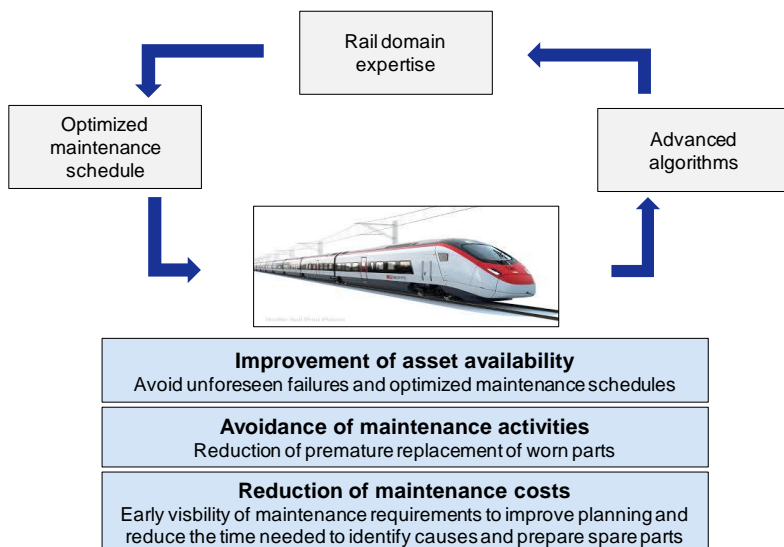 Rail domain
expertise
Optimized
maintenance
schedule
Advanced
algorithms
Improvement of asset availability
Avoid unforeseen failures and optimized maintenance schedules
Avoidance of maintenance activities
Reduction of premature replacement of worn parts
Reduction of maintenance costs
Early visbility of maintenance requirements to improve planning and
reduce the time needed to identify causes and prepare spare parts